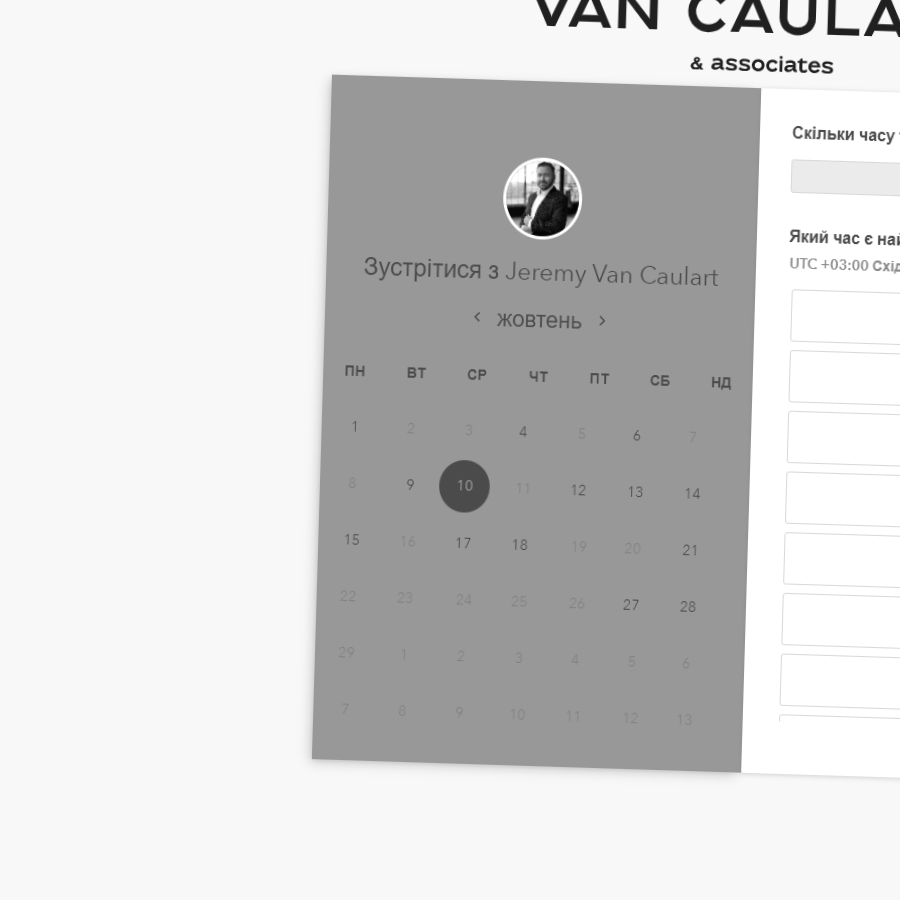 VAN CAULA
& associates
Зустрітися з Jeremy Van Caulart
жовтень
ПН ВТ СР ЧТ ПТ СБ НД
1 2 3 4 5 6 7
8 9 10 11 12 13 14
15 16 17 18 19 20 21
22 23 24 25 26 27 28
29 1 2 3 4 5 6
7 8 9 10 11 12 13
Скільки часу
Який час є най
UTC +03:00 Схід